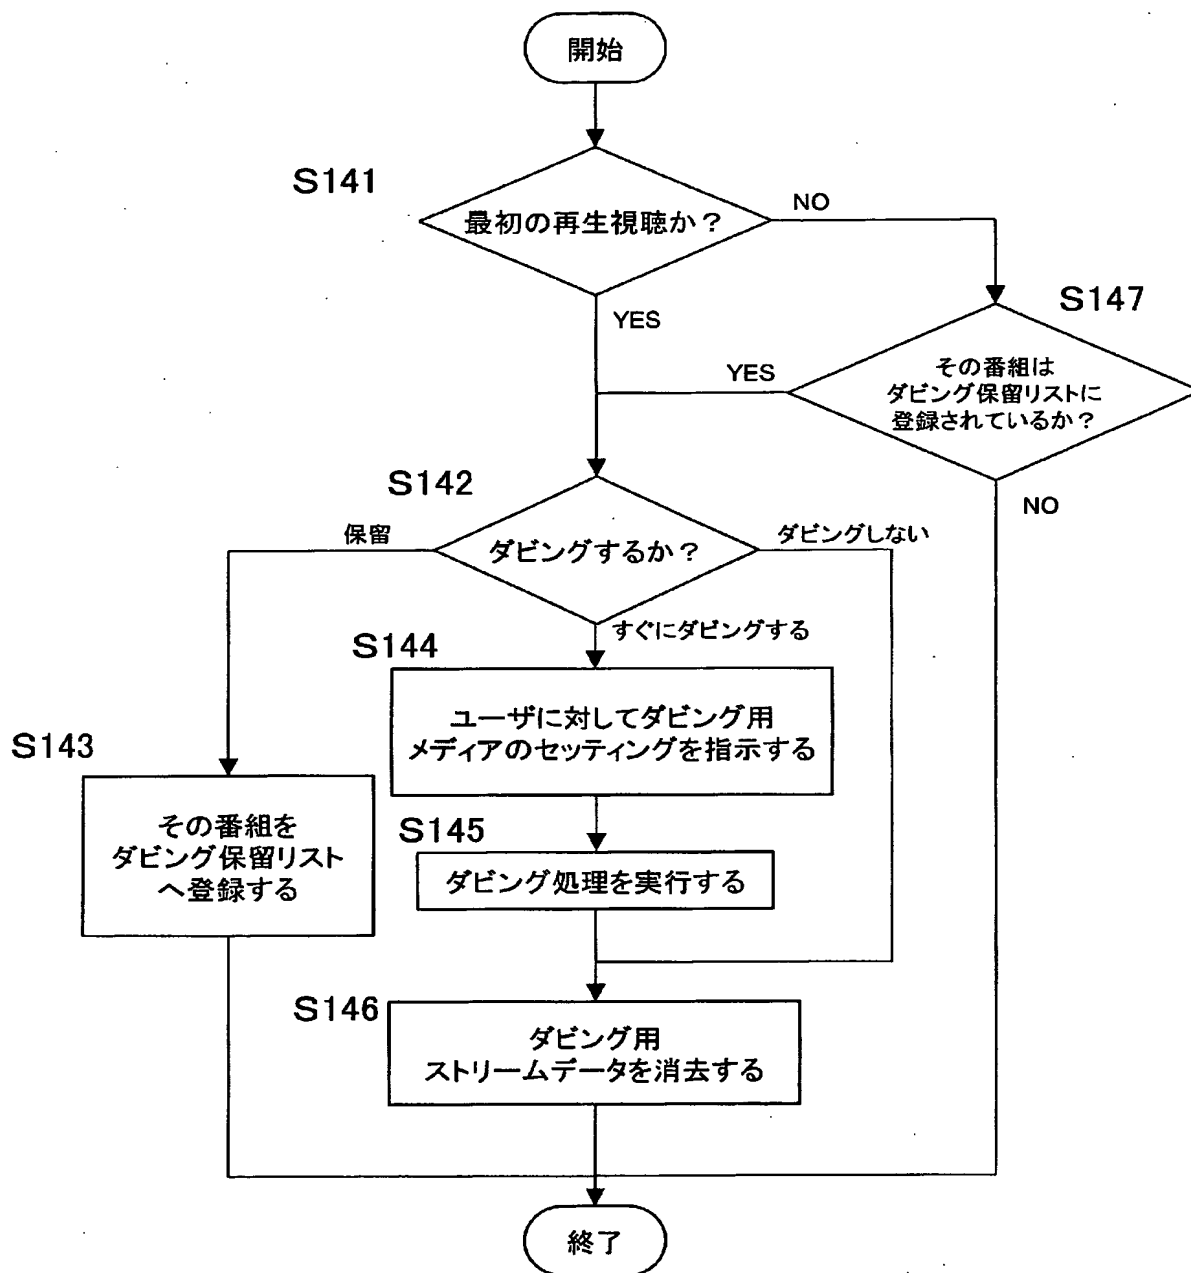 開始
S141
最初の再生視聴か？
NO
S147
YES
その番組は
ダビング保留リストに
登録されているか？
YES
NO
S142
保留
ダビングするか？
ダビングしない
すぐにダビングする
S144
ユーザに対してダビング用
メディアのセッティングを指示する
S143
その番組を
ダビング保留リスト
へ登録する
S145
ダビング処理を実行する
S146
ダビング用
ストリームデータを消去する
終了